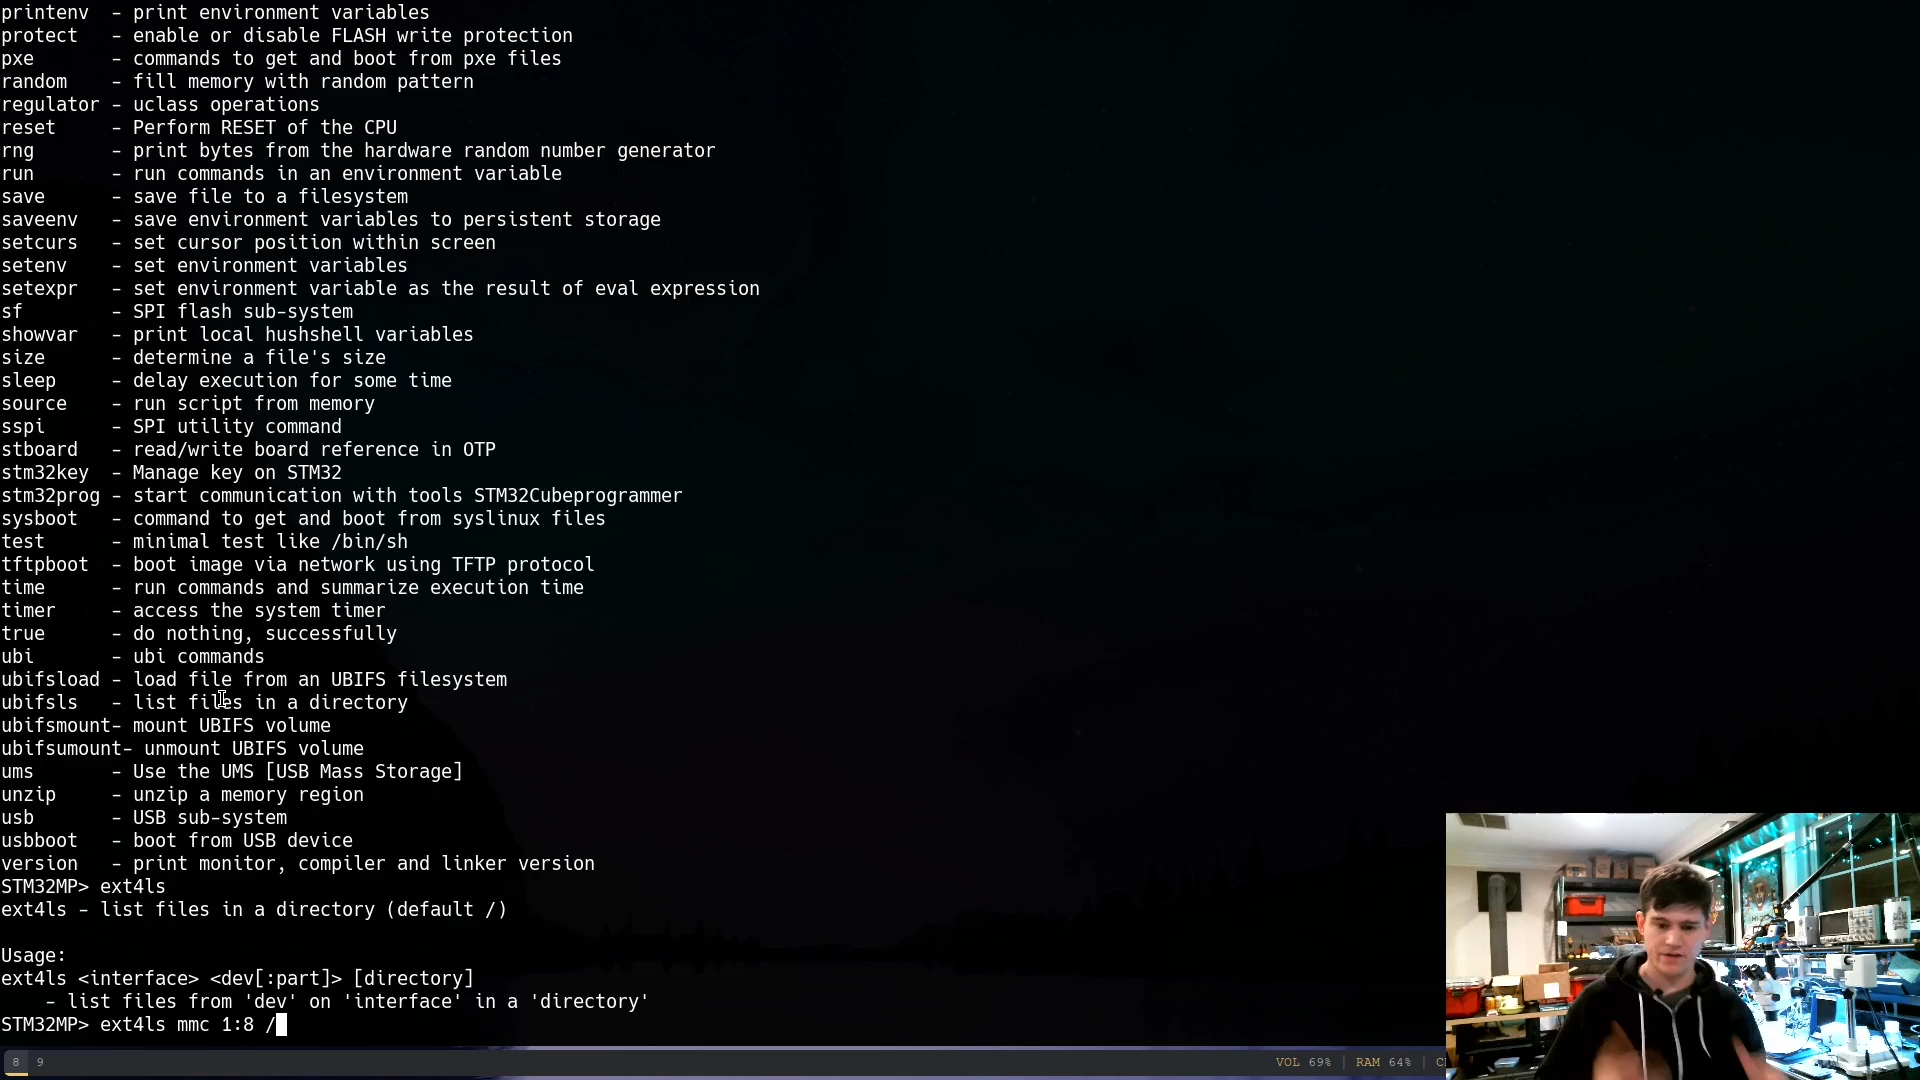 printenv  - print environment variables
protect   - enable or disable FLASH write protection
pxe       - commands to get and boot from pxe files
random    - fill memory with random pattern
regulator - uclass operations
reset     - Perform RESET of the CPU
rng       - print bytes from the hardware random number generator
run       - run commands in an environment variable
save      - save file to a filesystem
saveenv   - save environment variables to persistent storage
setcurs   - set cursor position within screen
setenv    - set environment variables
setexpr   - set environment variable as the result of eval expression
sf        - SPI flash sub-system
showvar   - print local hushshell variables
size      - determine a file's size
sleep     - delay execution for some time
source    - run script from memory
sspi      - SPI utility command
stboard   - read/write board reference in OTP
stm32key  - Manage key on STM32
stm32prog - start communication with tools STM32Cubeprogrammer
sysboot   - command to get and boot from syslinux files
test      - minimal test like /bin/sh
tftpboot  - boot image via network using TFTP protocol
time      - run commands and summarize execution time
timer     - access the system timer
true      - do nothing, successfully
ubi       - ubi commands
ubifsload - load file from an UBIFS filesystem
ubifsls   - list files in a directory
ubifsmount- mount UBIFS volume
ubifsumount- unmount UBIFS volume
ums       - Use the UMS [USB Mass Storage]
unzip     - unzip a memory region
usb       - USB sub-system
usbboot   - boot from USB device
version   - print monitor, compiler and linker version
STM32MP> ext4ls
ext4ls - list files in a directory (default /)
Usage:
ext4ls <interface> <dev[:part]> [directory]
    - list files from 'dev' on 'interface' in a 'directory'
STM32MP> ext4ls mmc 1:8 /
8 9 VOL 69% | RAM 64% |